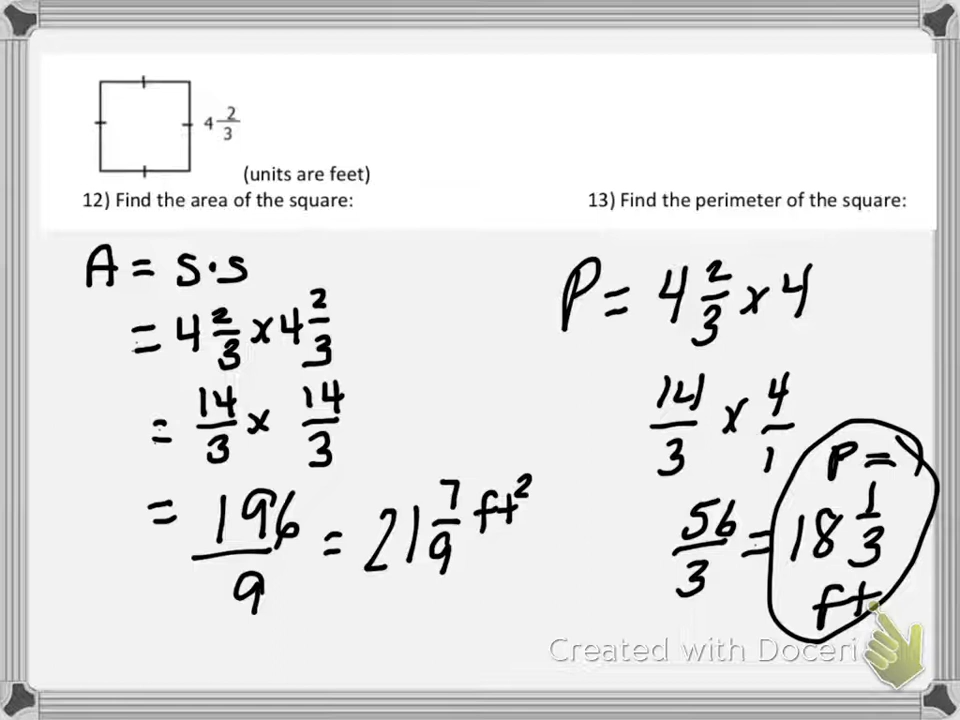 4 2/3
(units are feet)
12) Find the area of the square:
13) Find the perimeter of the square:
A = s·s
= 4 2/3 x 4 2/3
= 14/3 x 14/3
= 196/9 = 21 7/9 ft²
P = 4 2/3 x 4
14/3 x 4/1
56/3 =
P =
18 1/3
ft
Created with Doceri